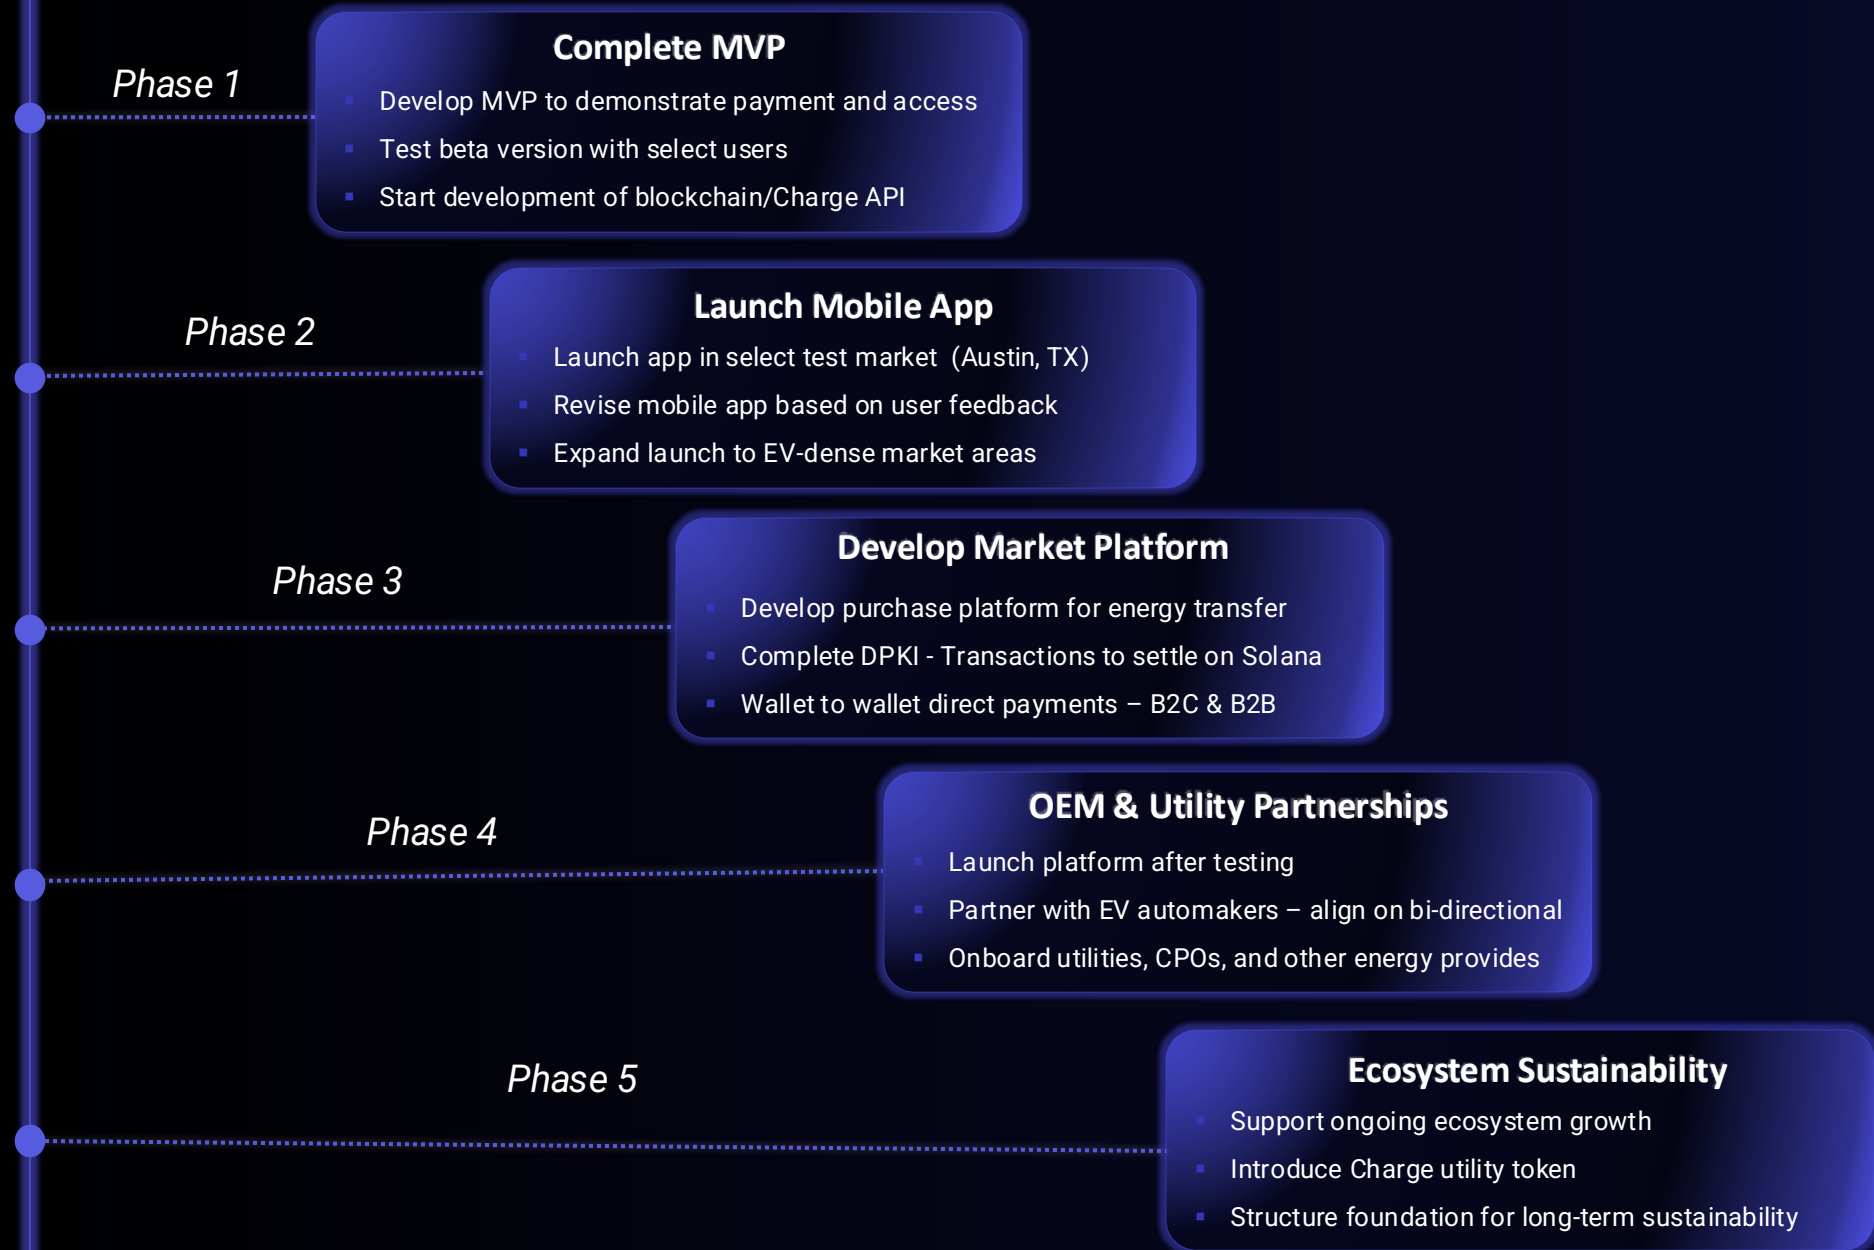 Phase 1
Complete MVP
Develop MVP to demonstrate payment and access
Test beta version with select users
Start development of blockchain/Charge API
Phase 2
Launch Mobile App
Launch app in select test market (Austin, TX)
Revise mobile app based on user feedback
Expand launch to EV-dense market areas
Phase 3
Develop Market Platform
Develop purchase platform for energy transfer
Complete DPKI - Transactions to settle on Solana
Wallet to wallet direct payments – B2C & B2B
Phase 4
OEM & Utility Partnerships
Launch platform after testing
Partner with EV automakers – align on bi-directional
Onboard utilities, CPOs, and other energy provides
Phase 5
Ecosystem Sustainability
Support ongoing ecosystem growth
Introduce Charge utility token
Structure foundation for long-term sustainability